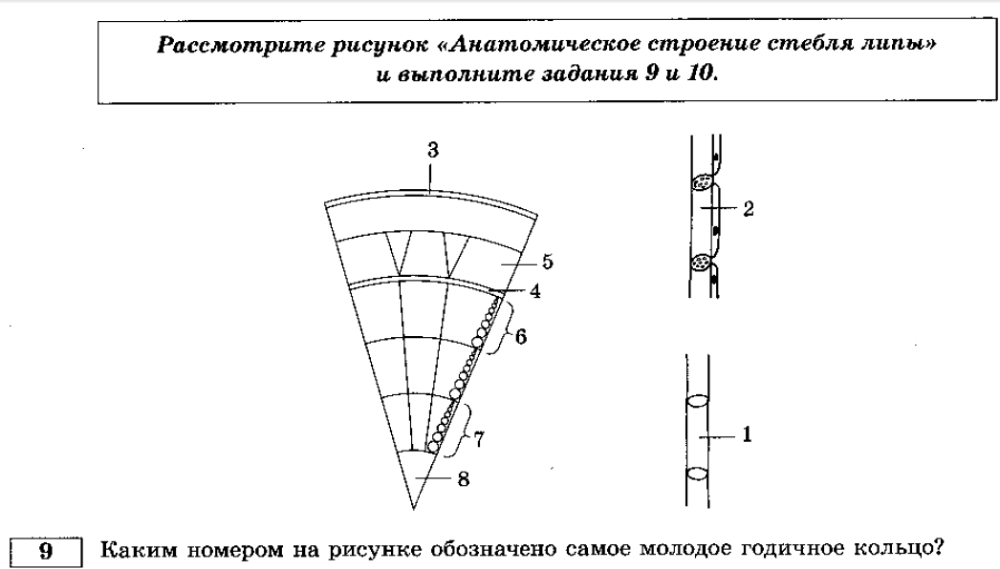 Рассмотрите рисунок «Анатомическое строение стебля липы»
и выполните задания 9 и 10.
3
2
5
4
6
1
7
8
9 Каким номером на рисунке обозначено самое молодое годичное кольцо?